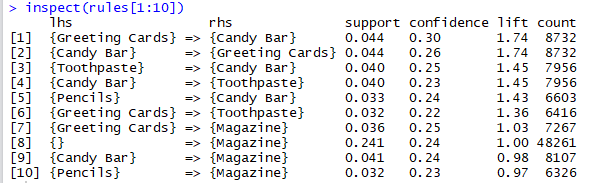 > inspect(rules[1:10])
     lhs                 rhs              support confidence lift count
[1]  {Greeting Cards} => {Candy Bar}      0.044   0.30       1.74  8732
[2]  {Candy Bar}      => {Greeting Cards} 0.044   0.26       1.74  8732
[3]  {Toothpaste}     => {Candy Bar}      0.040   0.25       1.45  7956
[4]  {Candy Bar}      => {Toothpaste}     0.040   0.23       1.45  7956
[5]  {Pencils}        => {Candy Bar}      0.033   0.24       1.43  6603
[6]  {Greeting Cards} => {Toothpaste}     0.032   0.22       1.36  6416
[7]  {Greeting Cards} => {Magazine}       0.036   0.25       1.03  7267
[8]  {}               => {Magazine}       0.241   0.24       1.00 48261
[9]  {Candy Bar}      => {Magazine}       0.041   0.24       0.98  8107
[10] {Pencils}        => {Magazine}       0.032   0.23       0.97  6326